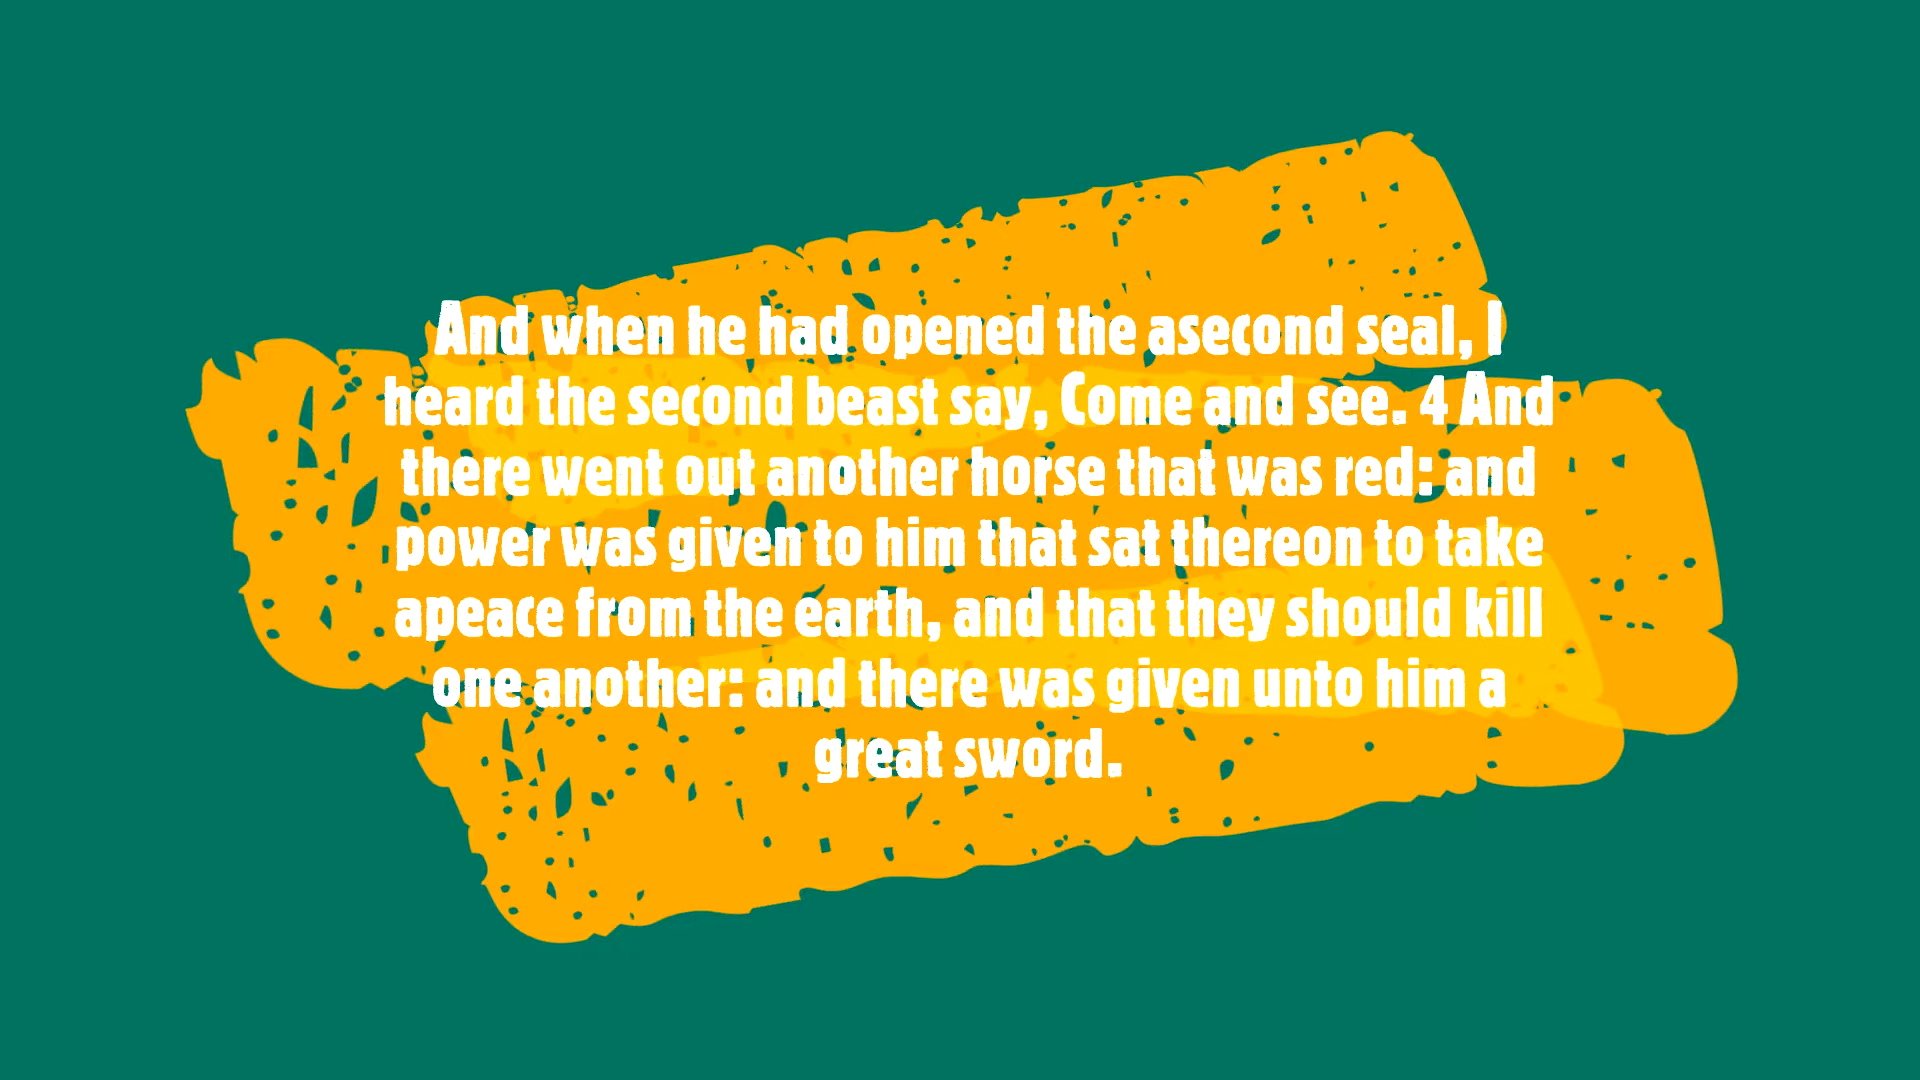 And when he had opened the asecond seal, I
heard the second beast say, Come and see. 4 And
there went out another horse that was red: and
power was given to him that sat thereon to take
apeace from the earth, and that they should kill
one another: and there was given unto him a
great sword.